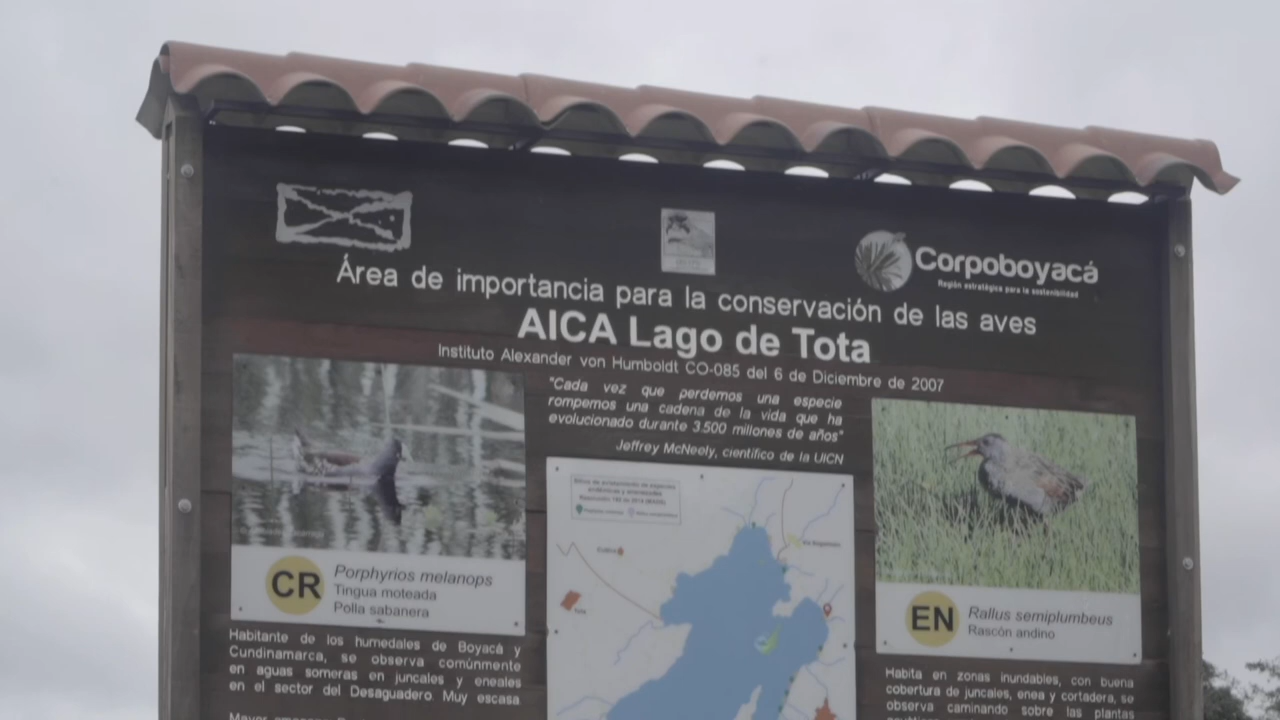 Corpoboyacá
Región estratégica para la sostenibilidad
Área de importancia para la conservación de las aves
AICA Lago de Tota
Instituto Alexander von Humboldt CO-085 del 6 de Diciembre de 2007
"Cada vez que perdemos una especie
rompemos una cadena de la vida que ha
evolucionado durante 3.500 millones de años"
Jeffrey McNeely, científico de la UICN
CR
Porphyrios melanops
Tingua moteada
Polla sabanera
Habitante de los humedales de Boyacá y
Cundinamarca, se observa comúnmente
en aguas someras en juncales y eneales
en el sector del Desaguadero. Muy escasa
EN
Rallus semiplumbeus
Rascón andino
Habita en zonas inundables, con buena
cobertura de juncales, enea y cortadera, se
observa caminando sobre las plantas